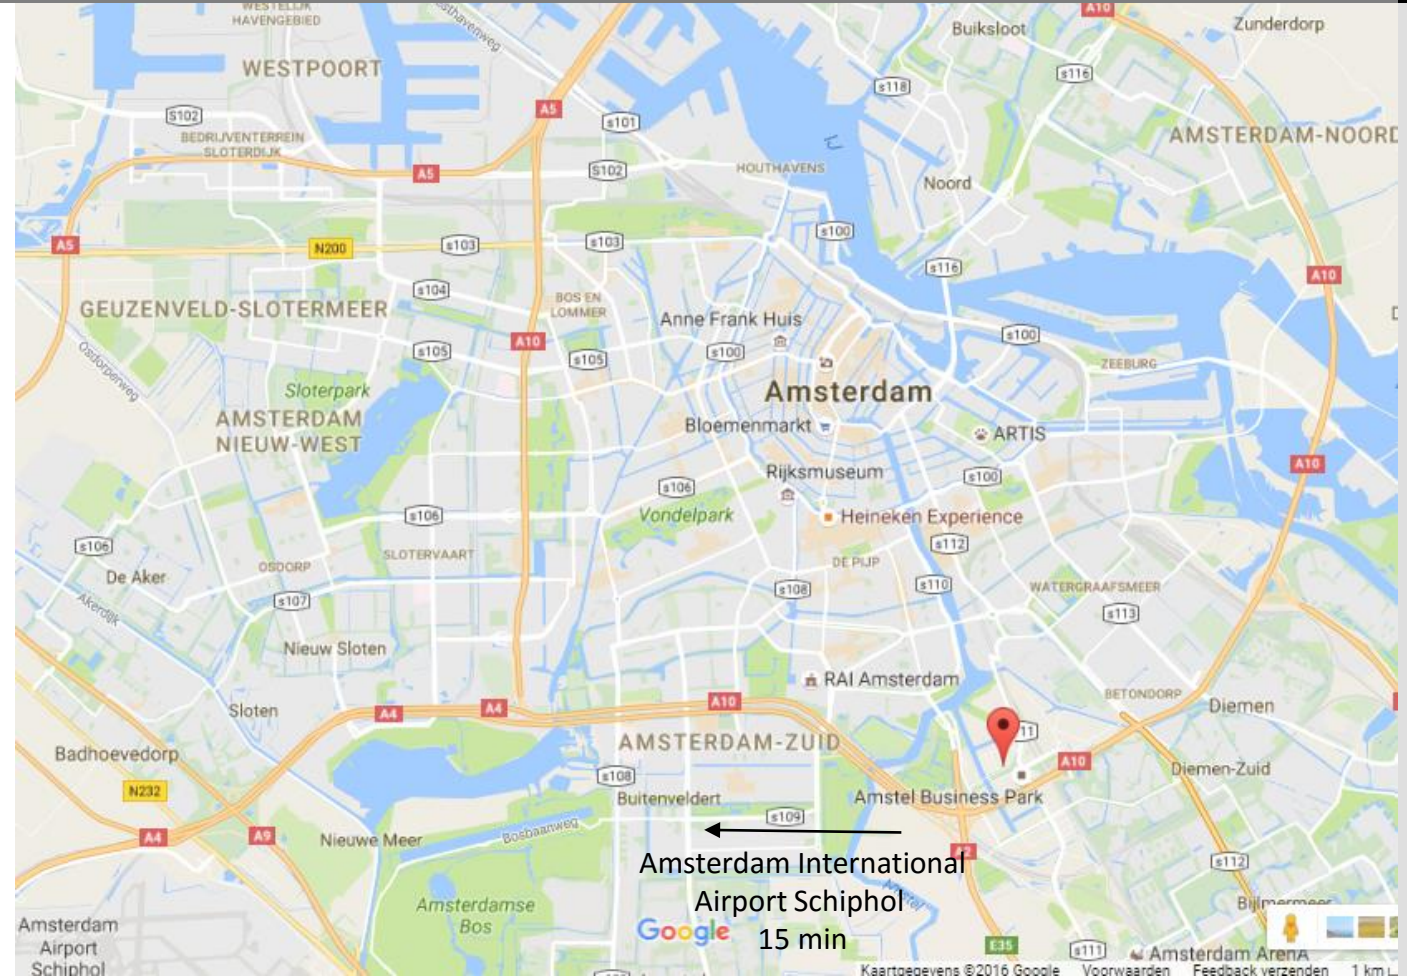 WESTELIJK
HAVENGEBIED
A10
Buiksloot
Zunderdorp
WESTPOORT
s116
s118
S102
A5
s101
BEDRIJVENTERREIN
SLOTERDIJK
AMSTERDAM-NOORD
A5
S102
HOUTHAVENS
IJ
Noord
A5
N200
s103
s103
s100
s116
A10
s104
GEUZENVELD-SLOTERMEER
BOS EN
LOMMER
Anne Frank Huis
A10
s105
s105
s100
s100
ZEEBURG
Osdorperweg
Sloterpark
Amsterdam
AMSTERDAM
NIEUW-WEST
Bloemenmarkt
ARTIS
A10
Rijksmuseum
s100
s106
s106
Vondelpark
Heineken Experience
s106
SLOTERVAART
s112
De Aker
OSDORP
DE PIJP
s108
s110
WATERGRAAFSMEER
Akerdijk
s107
s113
Nieuw Sloten
RAI Amsterdam
BETONDORP
Sloten
A4
A4
A10
Diemen
11
AMSTERDAM-ZUID
Badhoevedorp
s108
A10
Diemen-Zuid
N232
Buitenveldert
Amstel Business Park
A4
A9
Nieuwe Meer
Bosbaanweg
s109
A2
s112
Amsterdam International
Airport Schiphol
15 min
Amstel
Bijlmermeer
Amsterdamse
Bos
Amsterdam
Airport
Schiphol
Google
E35
s111
Amsterdam ArenA
Kaartgegevens ©2016 Google Voorwaarden Feedback verzenden 1 km